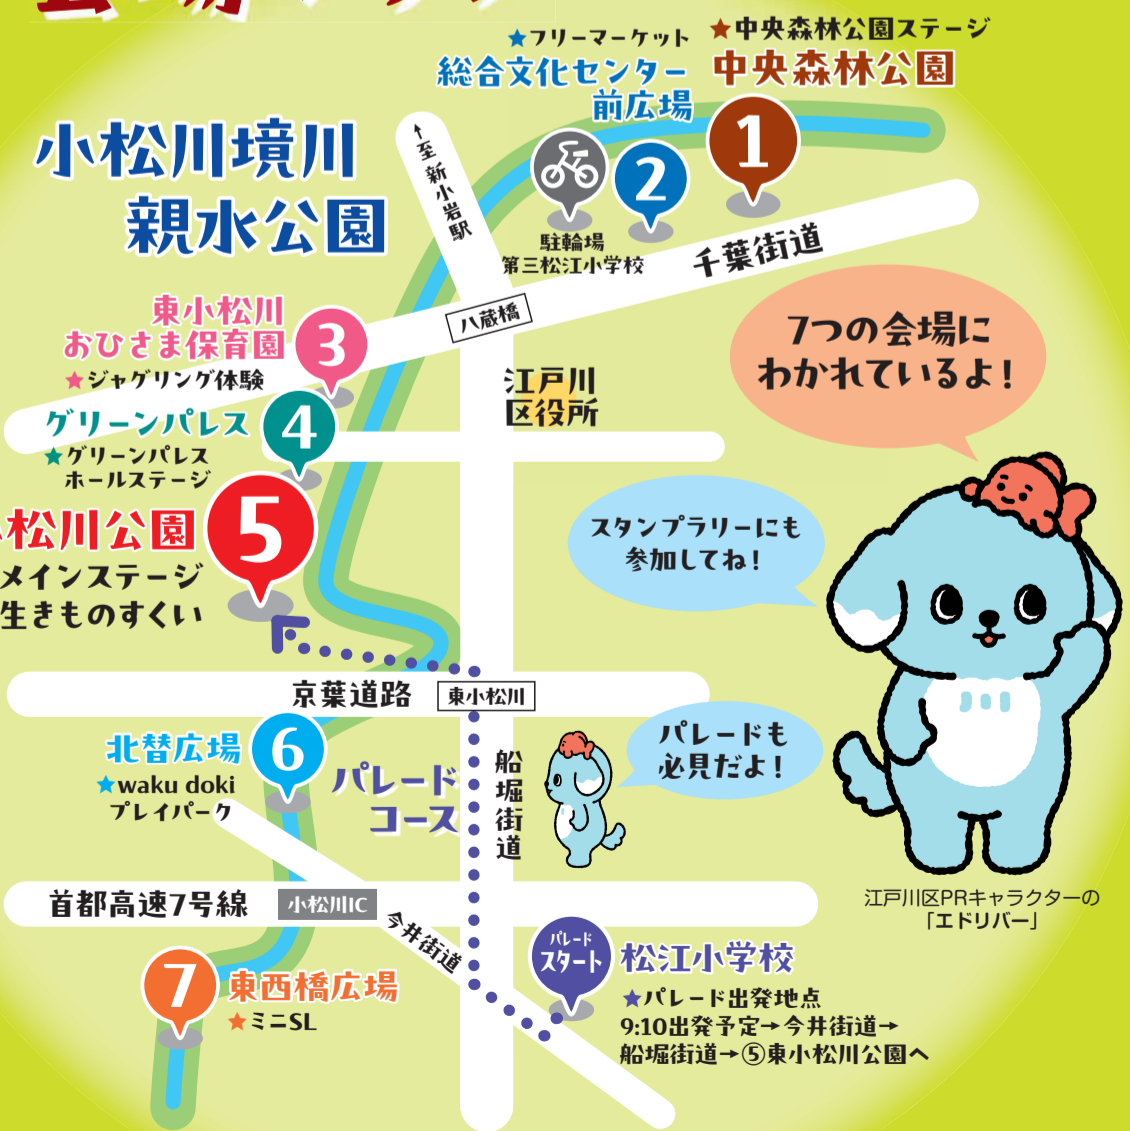 ★フリーマーケット
総合文化センター
前広場
★中央森林公園ステージ
中央森林公園
1
2
小松川境川
親水公園
↑至新小岩駅
駐輪場
第三松江小学校
千葉街道
八蔵橋
東小松川
おひさま保育園
3
★ジャグリング体験
グリーンパレス
4
★グリーンパレス
ホールステージ
江戸川
区役所
7つの会場に
わかれているよ!
松川公園
5
メインステージ
生きものすくい
スタンプラリーにも
参加してね!
京葉道路
東小松川
北替広場
6
★waku doki
プレイパーク
パレード
コース
船堀街道
パレードも
必見だよ!
首都高速7号線
小松川IC
今井街道
江戸川区PRキャラクターの
「エドリバー」
7
東西橋広場
★ミニSL
パレード
スタート
松江小学校
★パレード出発地点
9:10出発予定→今井街道→
船堀街道→⑤東小松川公園へ